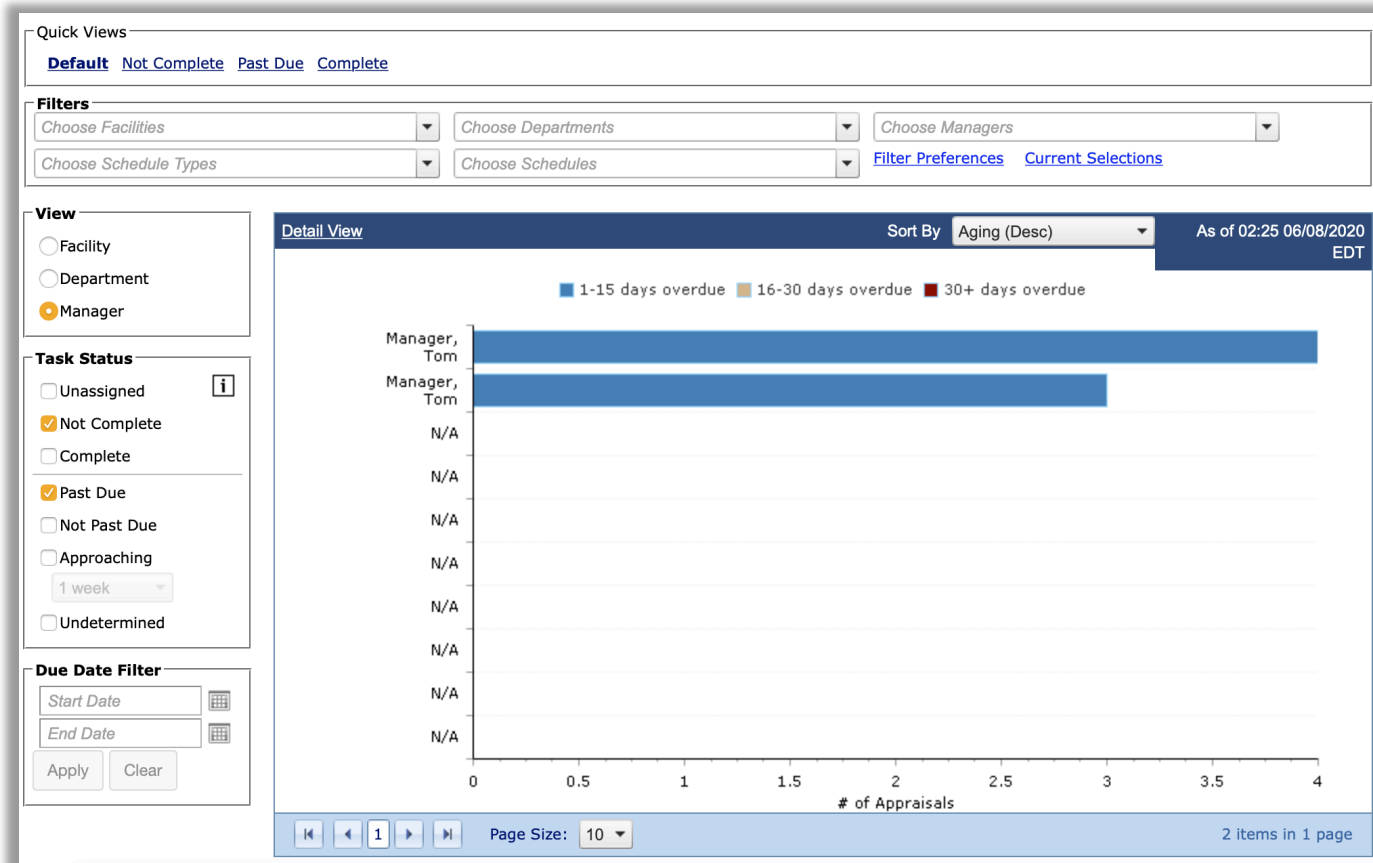 Quick Views
Default Not Complete Past Due Complete
Filters
Choose Facilities Choose Departments Choose Managers
Choose Schedule Types Choose Schedules Filter Preferences Current Selections
View
Facility
Department
Manager
Task Status
Unassigned i
Not Complete
Complete
Past Due
Not Past Due
Approaching
1 week
Undetermined
Due Date Filter
Start Date
End Date
Apply Clear
Detail View Sort By Aging (Desc) As of 02:25 06/08/2020
EDT
1-15 days overdue 16-30 days overdue 30+ days overdue
Manager,
Tom
Manager,
Tom
N/A
N/A
N/A
N/A
N/A
N/A
N/A
N/A
0 0.5 1 1.5 2 2.5 3 3.5 4
# of Appraisals
1 Page Size: 10 2 items in 1 page